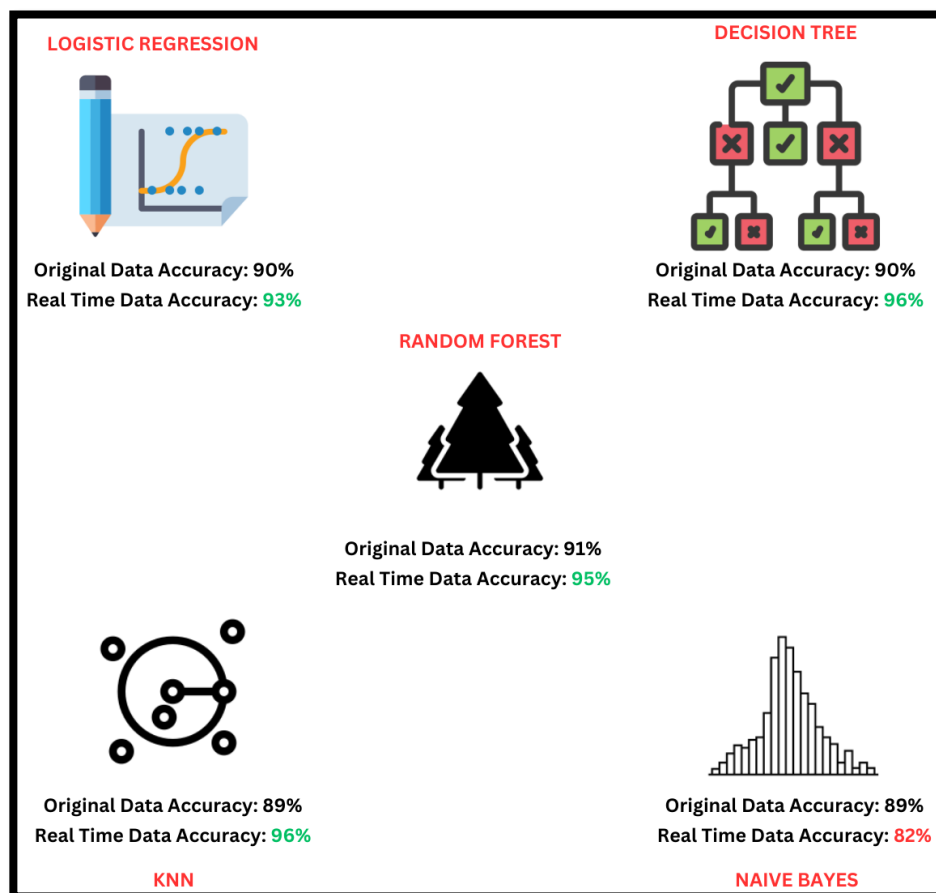 LOGISTIC REGRESSION
Original Data Accuracy: 90%
Real Time Data Accuracy: 93%
DECISION TREE
Original Data Accuracy: 90%
Real Time Data Accuracy: 96%
RANDOM FOREST
Original Data Accuracy: 91%
Real Time Data Accuracy: 95%
Original Data Accuracy: 89%
Real Time Data Accuracy: 96%
KNN
Original Data Accuracy: 89%
Real Time Data Accuracy: 82%
NAIVE BAYES